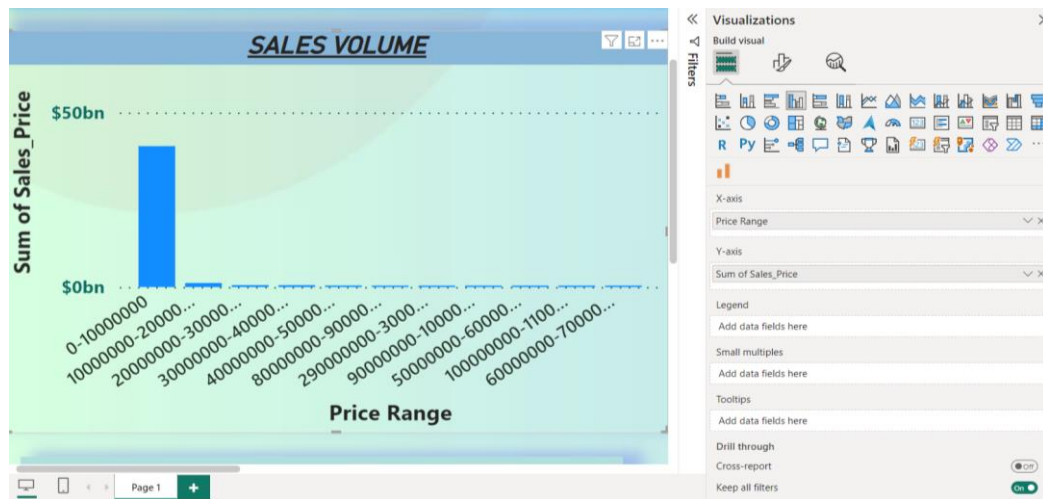 SALES VOLUME
Sum of Sales_Price
$50bn
$0bn
0-10000000
10000000-20000...
20000000-30000...
30000000-40000...
40000000-50000...
80000000-90000...
290000000-3000...
90000000-10000...
50000000-60000...
100000000-1100...
60000000-70000...
Price Range
Page 1
Filters
Visualizations
Build visual
R Py
123
X-axis
Price Range
Y-axis
Sum of Sales_Price
Legend
Add data fields here
Small multiples
Add data fields here
Tooltips
Add data fields here
Drill through
Cross-report
Off
Keep all filters
On